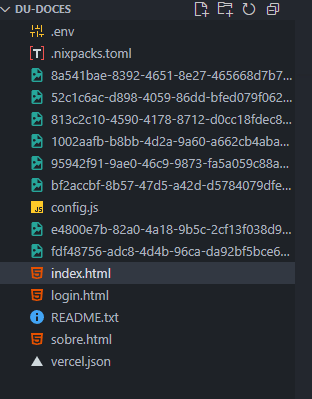 DU-DOCES
.env
.nixpacks.toml
8a541bae-8392-4651-8e27-465668d7b7...
52c1c6ac-d898-4059-86dd-bfed079f062...
813c2c10-4590-4178-8712-d0cc18fdec8...
1002aafb-b8bb-4d2a-9a60-a662cb4aba...
95942f91-9ae0-46c9-9873-fa5a059c88a...
bf2accbf-8b57-47d5-a42d-d5784079dfe...
config.js
e4800e7b-82a0-4a18-9b5c-2cf13f038d9...
fdf48756-adc8-4d4b-96ca-da92bf5bce6...
index.html
login.html
README.txt
sobre.html
vercel.json